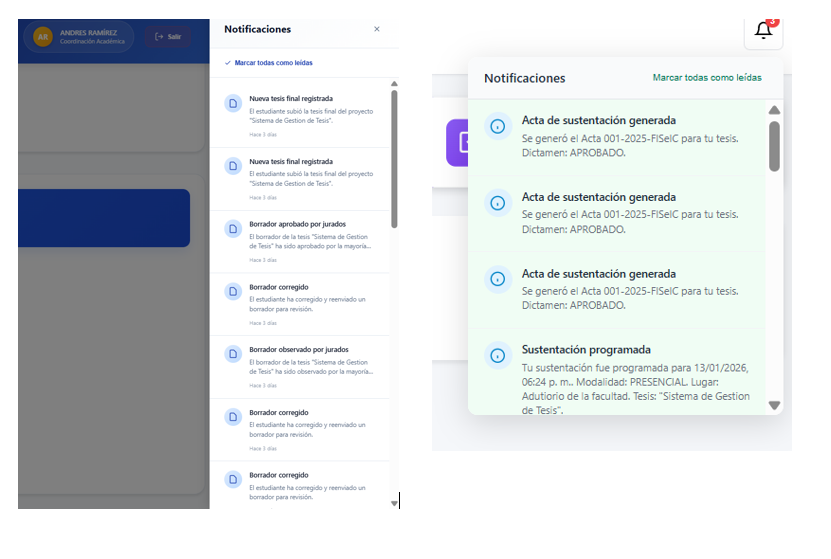 AR
ANDRES RAMÍREZ
Coordinación Académica
Salir
Notificaciones
×
Marcar todas como leídas
Nueva tesis final registrada
El estudiante subió la tesis final del proyecto
"Sistema de Gestion de Tesis".
Hace 3 días
Nueva tesis final registrada
El estudiante subió la tesis final del proyecto
"Sistema de Gestion de Tesis".
Hace 3 días
Borrador aprobado por jurados
El borrador de la tesis "Sistema de Gestion
de Tesis" ha sido aprobado por la mayoría...
Hace 3 días
Borrador corregido
El estudiante ha corregido y reenviado un
borrador para revisión.
Hace 3 días
Borrador observado por jurados
El borrador de la tesis "Sistema de Gestion
de Tesis" ha sido observado por la mayoría...
Hace 3 días
Borrador corregido
El estudiante ha corregido y reenviado un
borrador para revisión.
Hace 3 días
Borrador corregido
El estudiante ha corregido y reenviado un
borrador para revisión.
3
Notificaciones
Marcar todas como leídas
Acta de sustentación generada
Se generó el Acta 001-2025-FISeIC para tu tesis.
Dictamen: APROBADO.
Acta de sustentación generada
Se generó el Acta 001-2025-FISeIC para tu tesis.
Dictamen: APROBADO.
Acta de sustentación generada
Se generó el Acta 001-2025-FISeIC para tu tesis.
Dictamen: APROBADO.
Sustentación programada
Tu sustentación fue programada para 13/01/2026,
06:24 p. m.. Modalidad: PRESENCIAL. Lugar:
Adutiorio de la facultad. Tesis: "Sistema de Gestion
de Tesis".